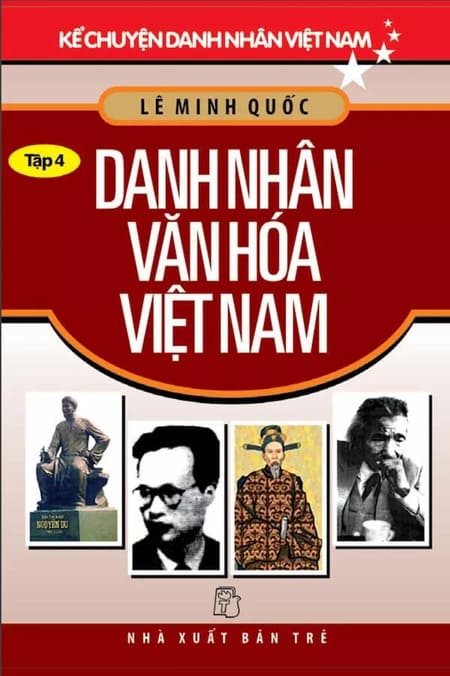 KỂ CHUYỆN DANH NHÂN VIỆT NAM
LÊ MINH QUỐC
Tập 4
DANH NHÂN
VĂN HÓA
VIỆT NAM
NGUYỄN DU
NHÀ XUẤT BẢN TRẺ